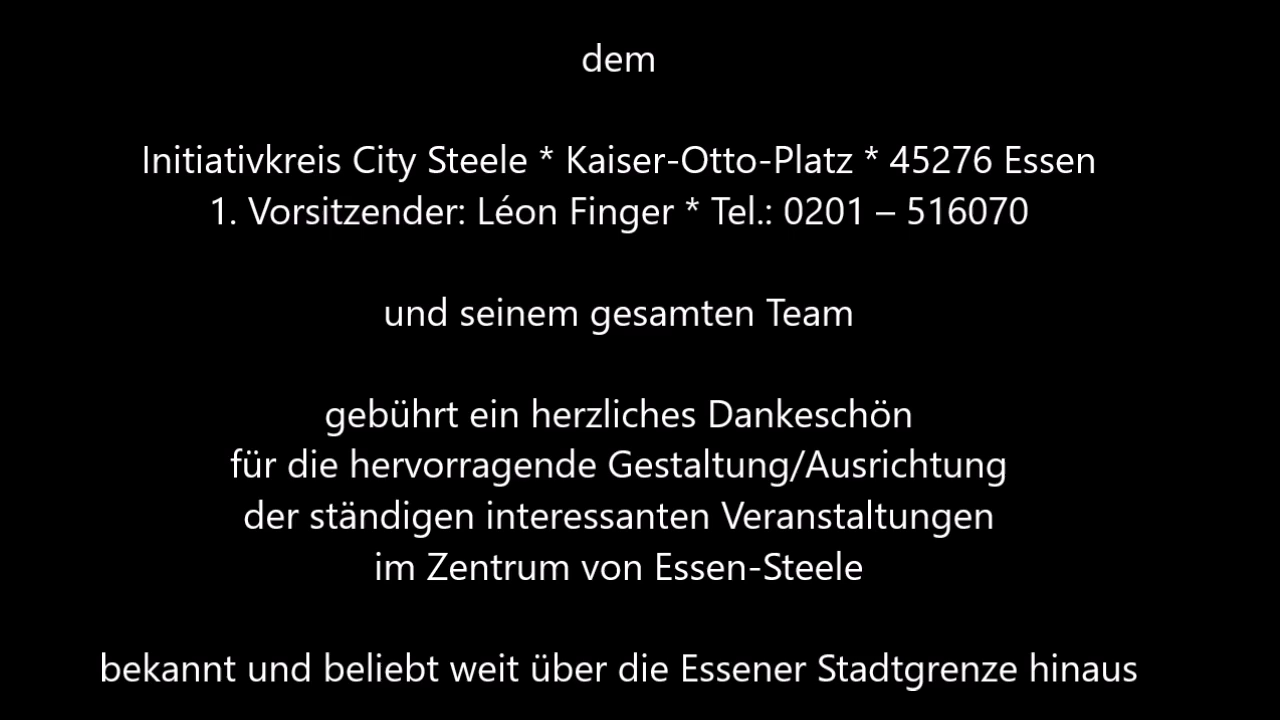 dem
Initiativkreis City Steele * Kaiser-Otto-Platz * 45276 Essen
1. Vorsitzender: Léon Finger * Tel.: 0201 – 516070
und seinem gesamten Team
gebührt ein herzliches Dankeschön
für die hervorragende Gestaltung/Ausrichtung
der ständigen interessanten Veranstaltungen
im Zentrum von Essen-Steele
bekannt und beliebt weit über die Essener Stadtgrenze hinaus